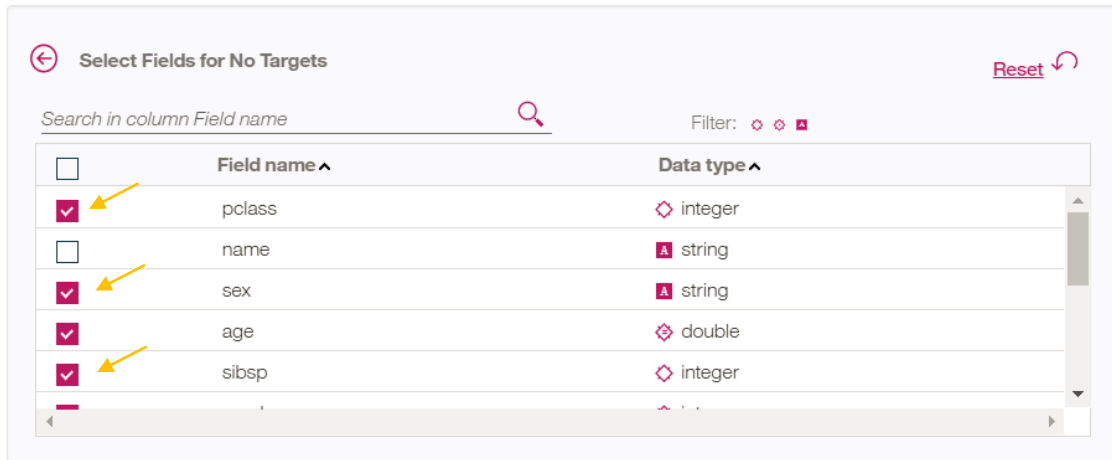 Select Fields for No Targets
Reset
Search in column Field name
Filter: A
Field name Data type
pclass integer
name A string
sex A string
age double
sibsp integer